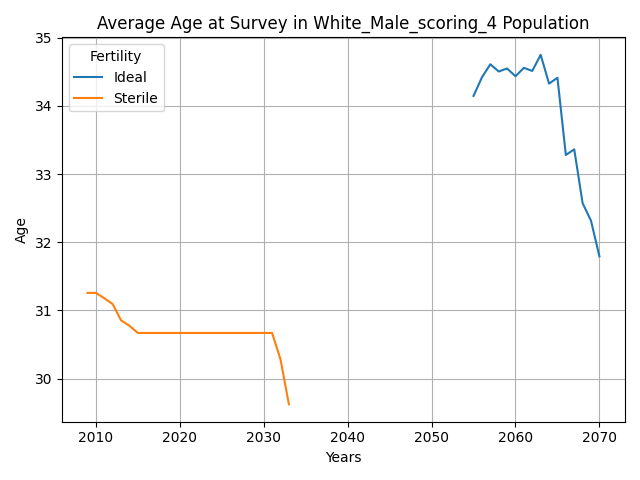 Average Age at Survey in White_Male_scoring_4 Population
Fertility
Ideal
Sterile
35
34
33
32
31
30
Age
2010 2020 2030 2040 2050 2060 2070
Years